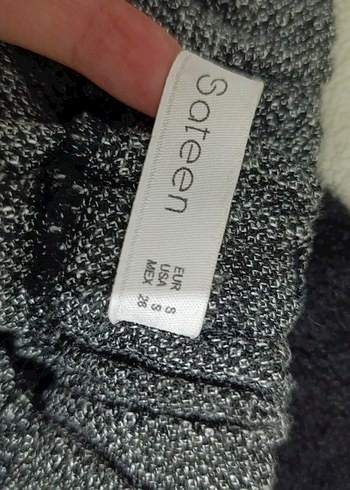 Sateen
EUR S
USA S
MEX 26